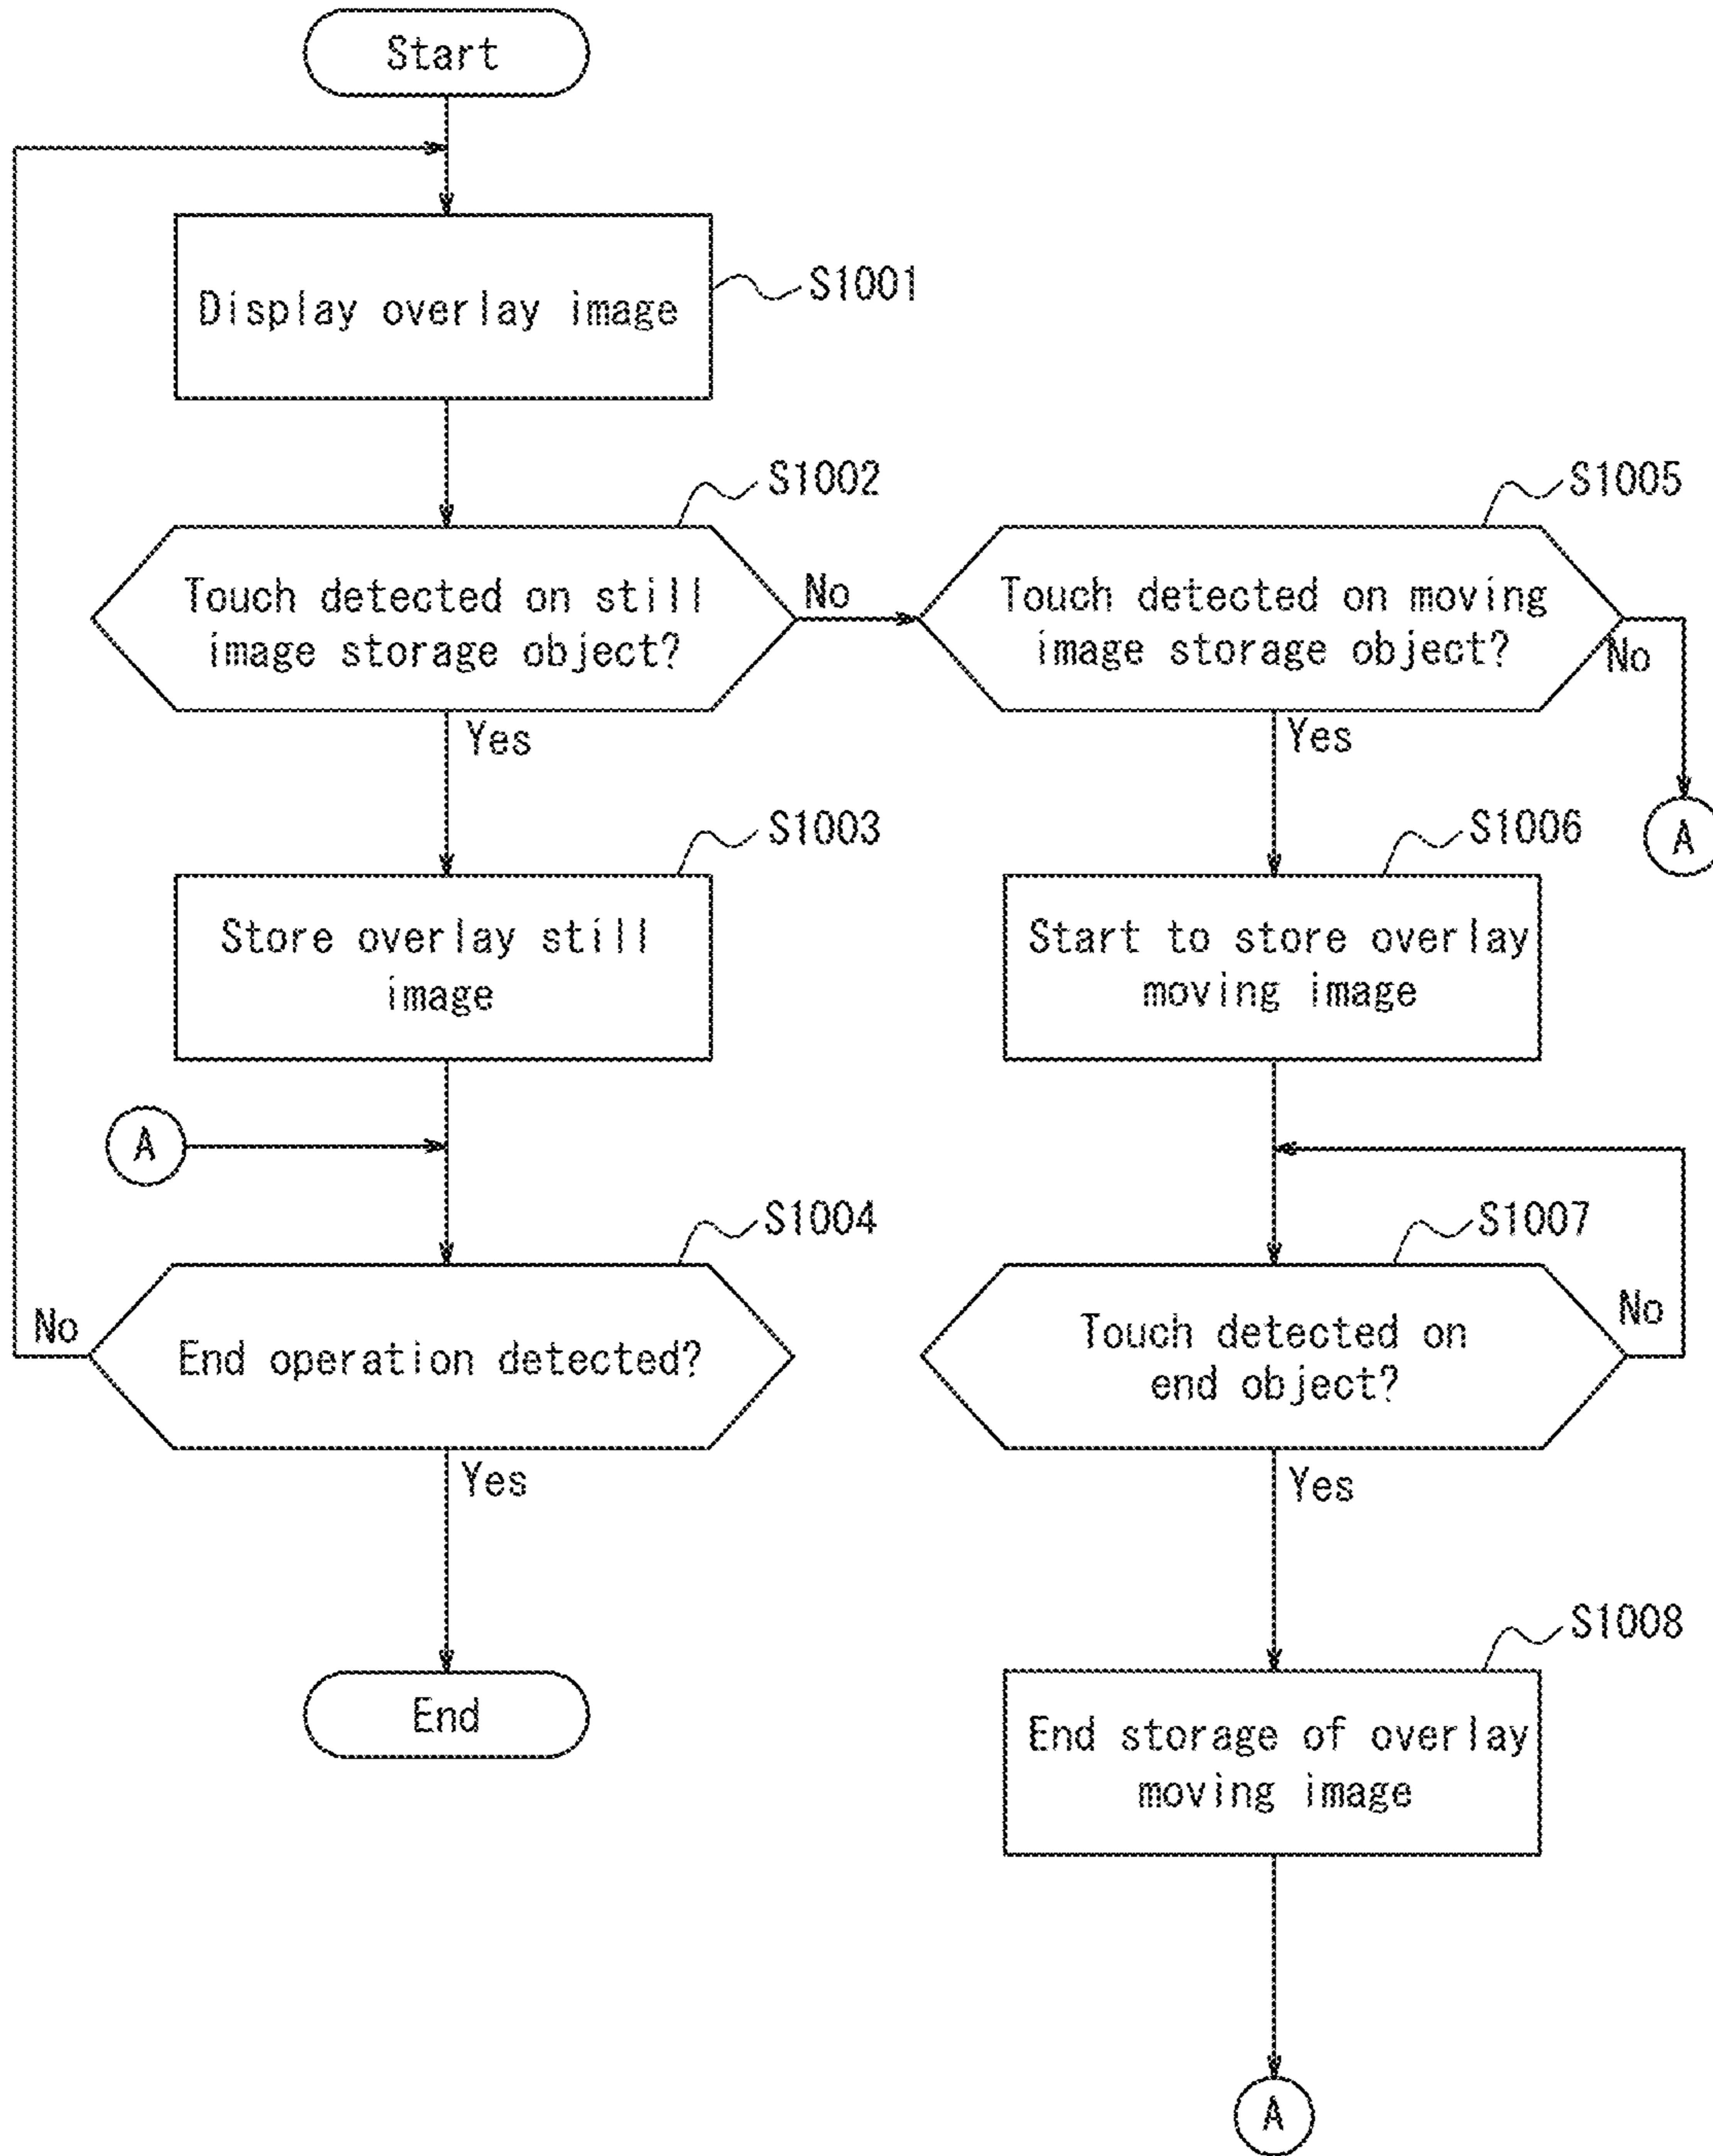 Start
Display overlay image
S1001
S1002
Touch detected on still
image storage object?
No
Yes
S1005
Touch detected on moving
image storage object?
No
Yes
A
S1003
Store overlay still
image
S1006
Start to store overlay
moving image
A
S1004
End operation detected?
No
Yes
S1007
Touch detected on
end object?
No
Yes
End
S1008
End storage of overlay
moving image
A